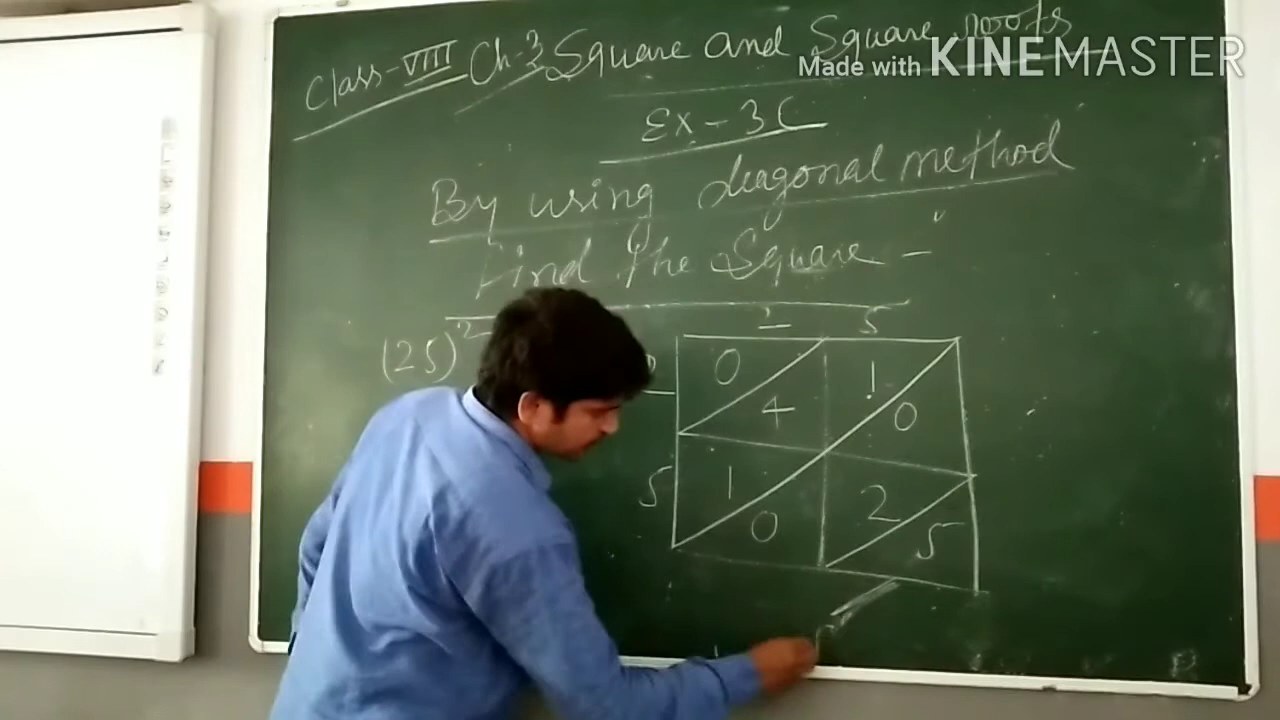 Class-VIII Ch-3 Square and Square roots
Made with KINEMASTER
Ex-3C
By using diagonal method
Find the Square -
(25)²
2 5
0 4 1 0
5 1 0 2 5